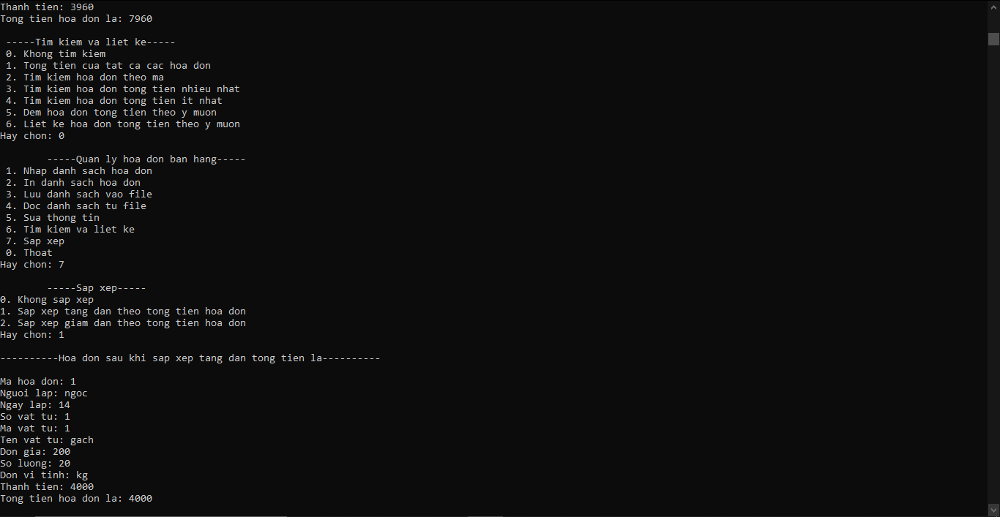 Thanh tien: 3960
Tong tien hoa don la: 7960
-----Tim kiem va liet ke-----
0. Khong tim kiem
1. Tong tien cua tat ca cac hoa don
2. Tim kiem hoa don theo ma
3. Tim kiem hoa don tong tien nhieu nhat
4. Tim kiem hoa don tong tien it nhat
5. Dem hoa don tong tien theo y muon
6. Liet ke hoa don tong tien theo y muon
Hay chon: 0
-----Quan ly hoa don ban hang-----
1. Nhap danh sach hoa don
2. In danh sach hoa don
3. Luu danh sach vao file
4. Doc danh sach tu file
5. Sua thong tin
6. Tim kiem va liet ke
7. Sap xep
0. Thoat
Hay chon: 7
-----Sap xep-----
0. Khong sap xep
1. Sap xep tang dan theo tong tien hoa don
2. Sap xep giam dan theo tong tien hoa don
Hay chon: 1
----------Hoa don sau khi sap xep tang dan tong tien la----------
Ma hoa don: 1
Nguoi lap: ngoc
Ngay lap: 14
So vat tu: 1
Ma vat tu: 1
Ten vat tu: gach
Don gia: 200
So luong: 20
Don vi tinh: kg
Thanh tien: 4000
Tong tien hoa don la: 4000